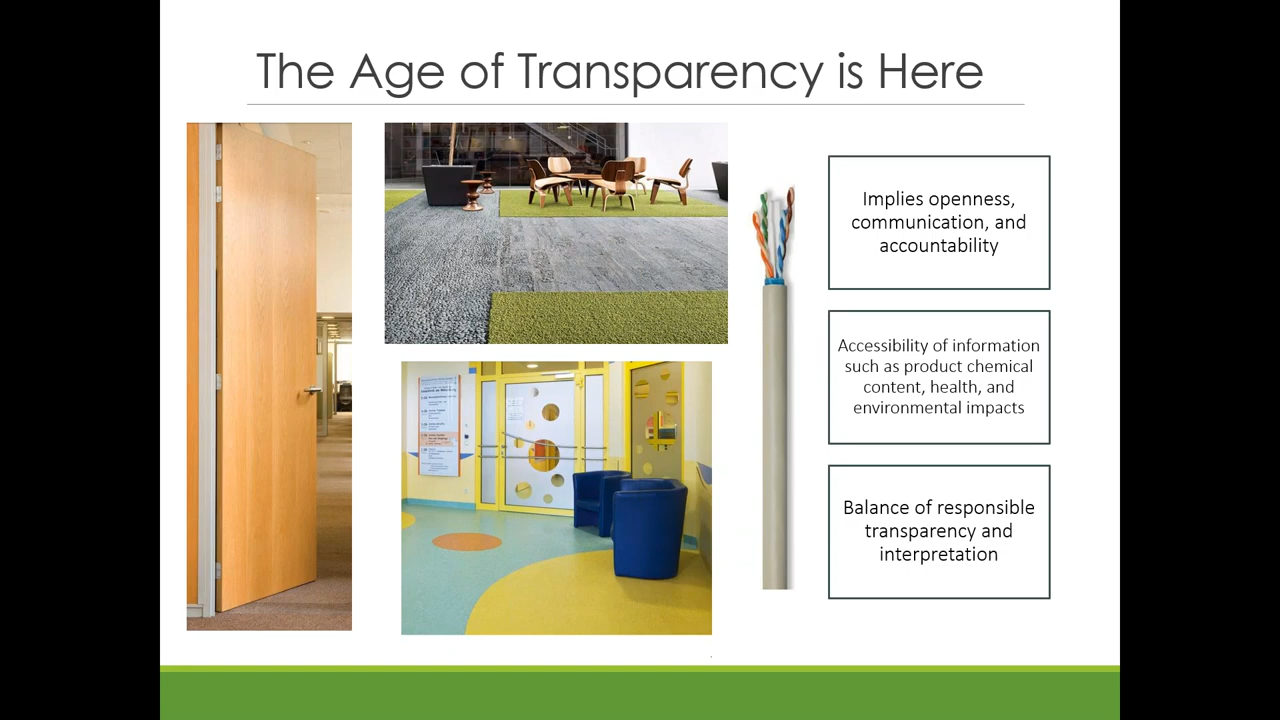 The Age of Transparency is Here
Implies openness,
communication, and
accountability
Accessibility of information
such as product chemical
content, health, and
environmental impacts
Balance of responsible
transparency and
interpretation